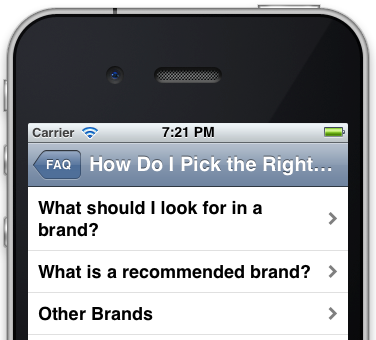 Carrier 7:21 PM
FAQ How Do I Pick the Right...
What should I look for in a
brand?
What is a recommended brand?
Other Brands